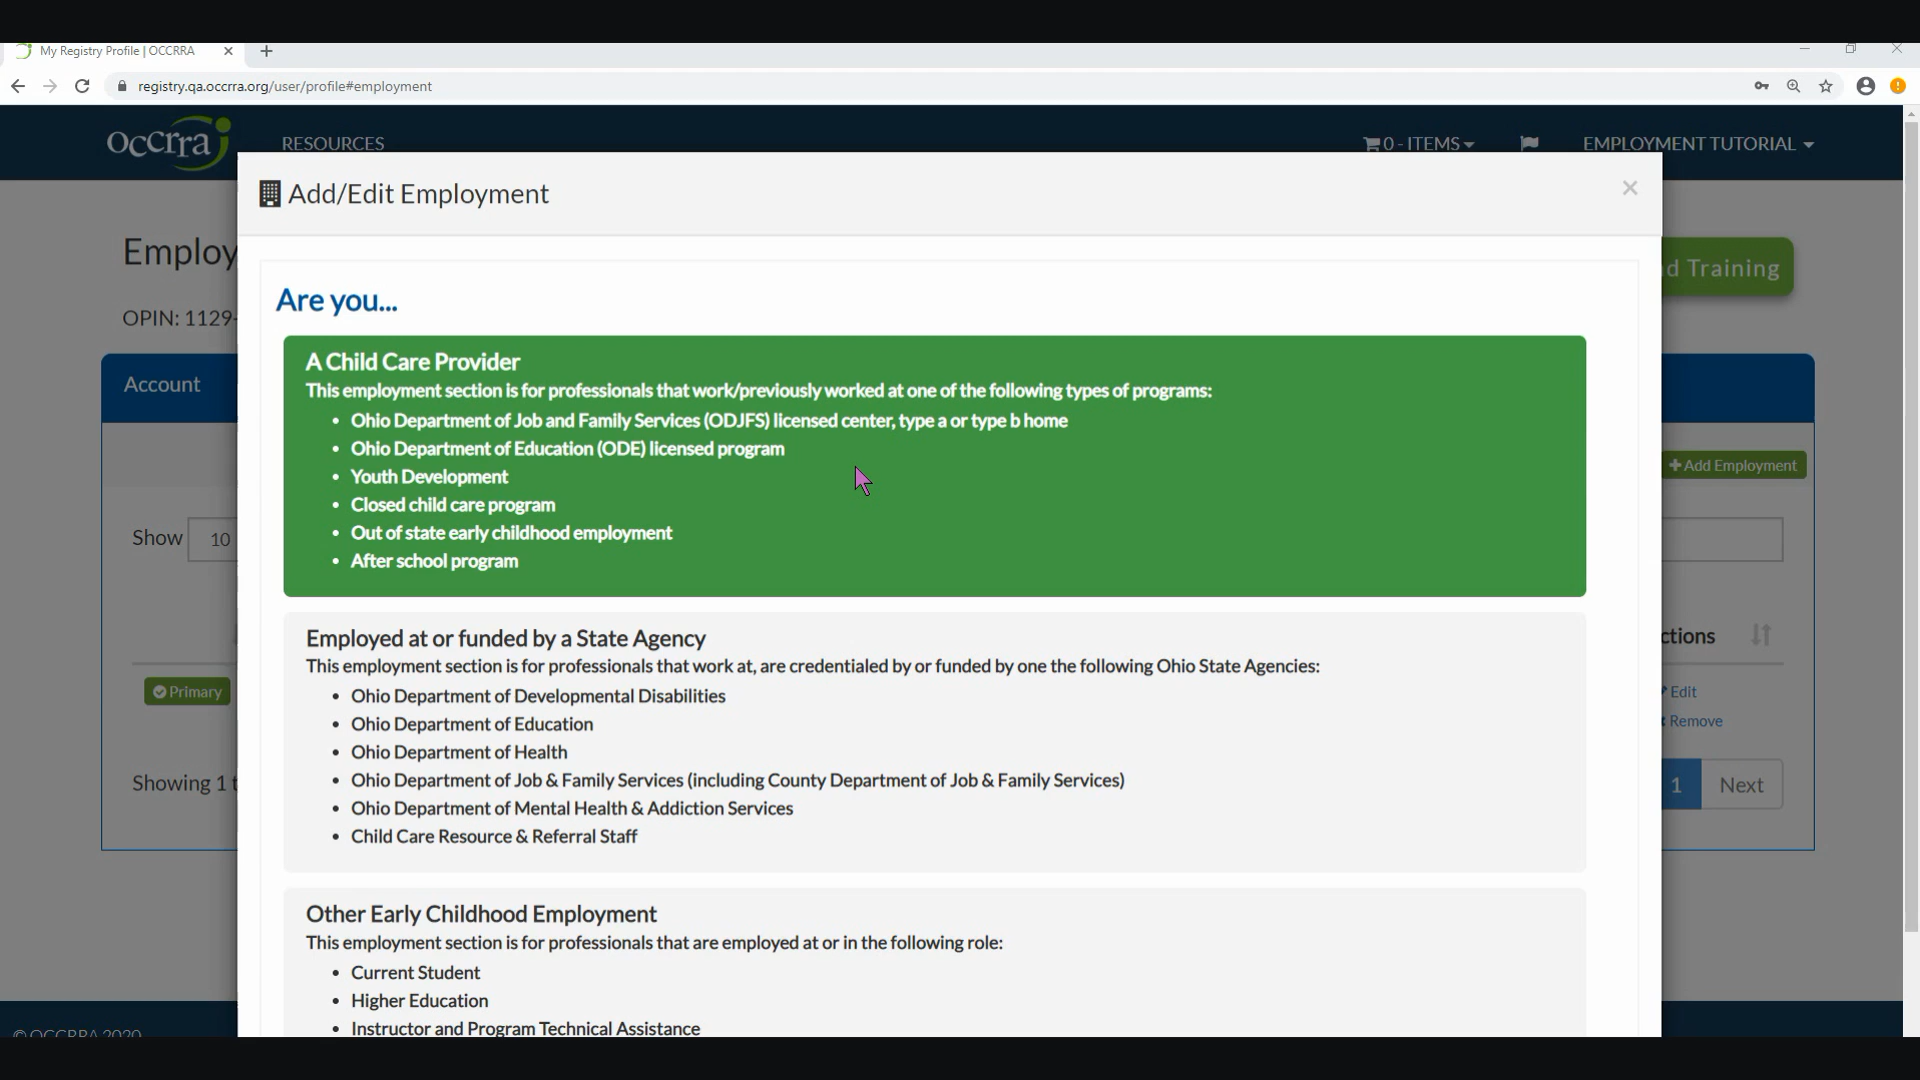 My Registry Profile | OCCRRA
registry.qa.occrra.org/user/profile#employment
occrra
RESOURCES
0 - ITEMS
EMPLOYMENT TUTORIAL
Add/Edit Employment
Employ
d Training
OPIN: 1129-
Are you...
A Child Care Provider
This employment section is for professionals that work/previously worked at one of the following types of programs:
• Ohio Department of Job and Family Services (ODJFS) licensed center, type a or type b home
• Ohio Department of Education (ODE) licensed program
• Youth Development
• Closed child care program
• Out of state early childhood employment
• After school program
Account
+Add Employment
Show 10
Employed at or funded by a State Agency
This employment section is for professionals that work at, are credentialed by or funded by one the following Ohio State Agencies:
• Ohio Department of Developmental Disabilities
• Ohio Department of Education
• Ohio Department of Health
• Ohio Department of Job & Family Services (including County Department of Job & Family Services)
• Ohio Department of Mental Health & Addiction Services
• Child Care Resource & Referral Staff
ctions
Primary
Edit
Remove
Showing 1 t
1
Next
Other Early Childhood Employment
This employment section is for professionals that are employed at or in the following role:
• Current Student
• Higher Education
• Instructor and Program Technical Assistance
© OCCRRA 2020